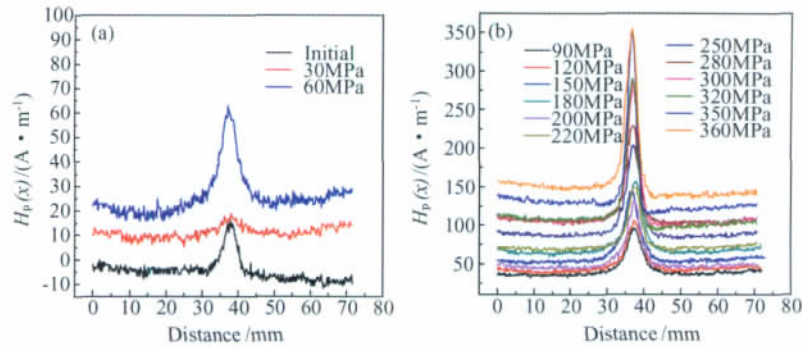 (a)
Initial
30MPa
60MPa
100
90
80
70
60
50
40
30
20
10
0
-10
Hp(x)/(A • m-1)
0 10 20 30 40 50 60 70 80
Distance /mm
(b)
90MPa
120MPa
150MPa
180MPa
200MPa
220MPa
250MPa
280MPa
300MPa
320MPa
350MPa
360MPa
350
300
250
200
150
100
50
Hp(x)/(A • m-1)
0 10 20 30 40 50 60 70 80
Distance /mm